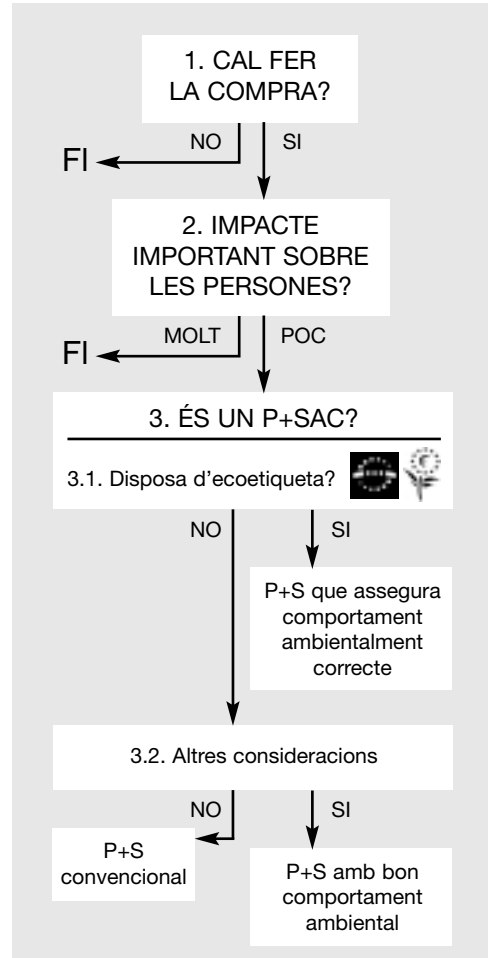 1. CAL FER
LA COMPRA?
NO
SI
FI
2. IMPACTE
IMPORTANT SOBRE
LES PERSONES?
MOLT
POC
FI
3. ÉS UN P+SAC?
3.1. Disposa d'ecoetiqueta?
NO
SI
P+S que assegura
comportament
ambientalment
correcte
3.2. Altres consideracions
NO
SI
P+S
convencional
P+S amb bon
comportament
ambiental